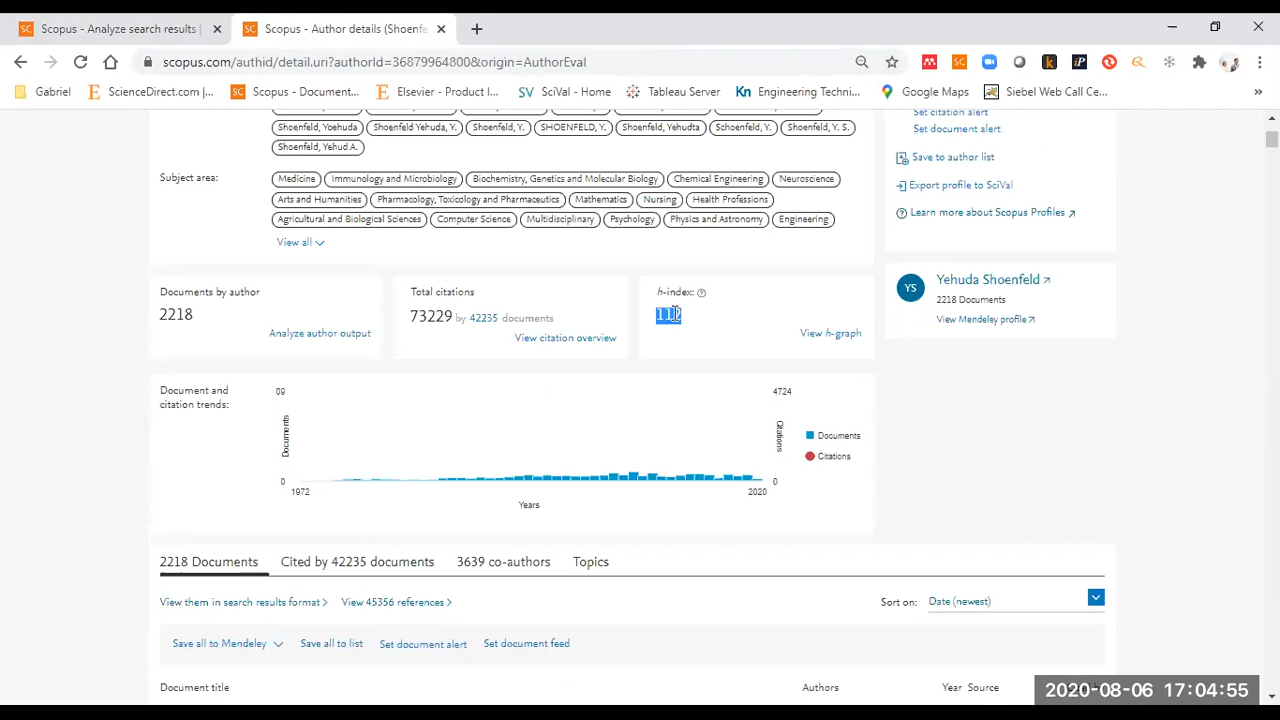 Scopus - Analyze search results |
Scopus - Author details (Shoenfe
scopus.com/authid/detail.uri?authorId=36879964800&origin=AuthorEval
Gabriel
ScienceDirect.com |...
Scopus - Documen...
Elsevier - Product I...
SciVal - Home
Tableau Server
Engineering Techni...
Google Maps
Siebel Web Call Ce...
Shoenfeld, Yoehuda
Shoenfeld Yehuda, Y.
Shoenfeld, Y.
SHOENFELD, Y.
Shoenfeld, Yehudta
Schoenfeld, Y.
Shoenfeld, Y. S.
Shoenfeld, Yehud A.
Subject area:
Medicine
Immunology and Microbiology
Biochemistry, Genetics and Molecular Biology
Chemical Engineering
Neuroscience
Arts and Humanities
Pharmacology, Toxicology and Pharmaceutics
Mathematics
Nursing
Health Professions
Agricultural and Biological Sciences
Computer Science
Multidisciplinary
Psychology
Physics and Astronomy
Engineering
View all
Set citation alert
Set document alert
Save to author list
Export profile to SciVal
Learn more about Scopus Profiles
Documents by author
2218
Analyze author output
Total citations
73229 by 42235 documents
View citation overview
h-index:
View h-graph
YS
Yehuda Shoenfeld
2218 Documents
View Mendeley profile
Document and
citation trends:
09
Documents
0
1972
2020
Years
4724
Citations
0
Documents
Citations
2218 Documents
Cited by 42235 documents
3639 co-authors
Topics
View them in search results format >
View 45356 references >
Sort on:
Date (newest)
Save all to Mendeley
Save all to list
Set document alert
Set document feed
Document title
Authors
Year
Source
2020-08-06 17:04:55